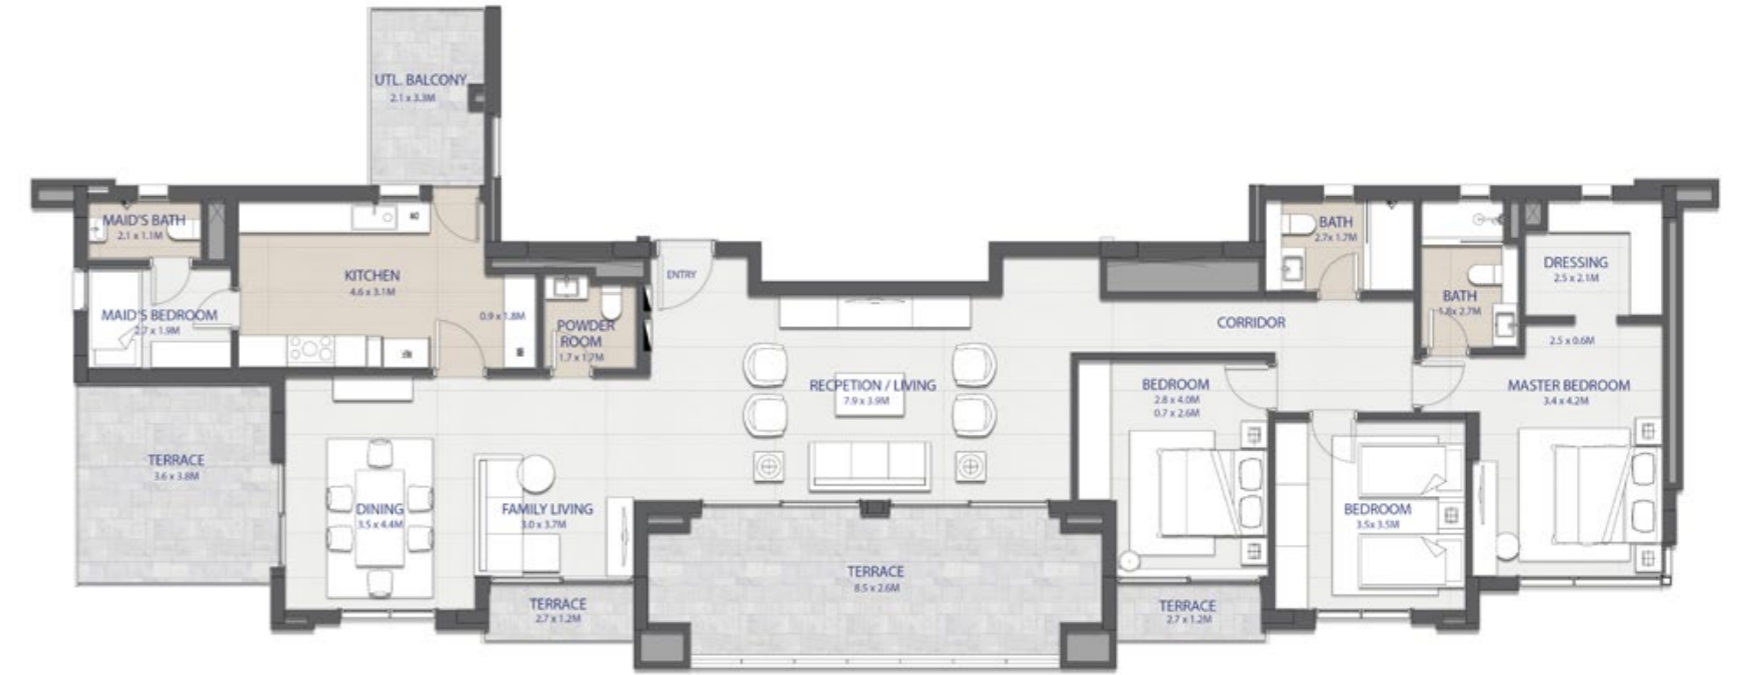 UTL. BALCONY
2.1 x 3.3M
MAID'S BATH
2.1 x 1.1M
KITCHEN
4.6 x 3.1M
MAID'S BEDROOM
2.7 x 1.9M
0.9 x 1.8M
POWDER
ROOM
1.7 x 1.7M
ENTRY
RECPETION / LIVING
7.9 x 3.9M
CORRIDOR
BATH
2.7x 1.7M
BATH
1.8x 2.7M
DRESSING
2.5 x 2.1M
2.5 x 0.6M
BEDROOM
2.8 x 4.0M
0.7 x 2.6M
MASTER BEDROOM
3.4 x 4.2M
TERRACE
3.6 x 3.8M
DINING
3.5 x 4.4M
FAMILY LIVING
3.0 x 3.7M
BEDROOM
3.5x 3.5M
TERRACE
8.5 x 2.6M
TERRACE
2.7 x 1.2M
TERRACE
2.7 x 1.2M